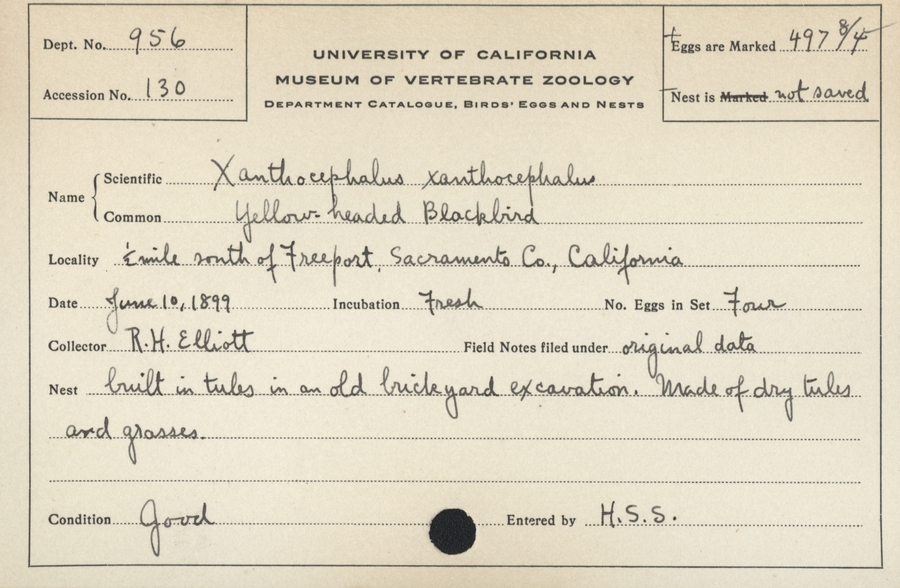 Dept. No. 956
Accession No. 130
UNIVERSITY OF CALIFORNIA
MUSEUM OF VERTEBRATE ZOOLOGY
DEPARTMENT CATALOGUE, BIRDS' EGGS AND NESTS
Eggs are Marked 497 8/4
Nest is Marked not saved
Name
Scientific Xanthocephalus xanthocephalus
Common Yellow-headed Blackbird
Locality mile south of Freeport, Sacramento Co., California
Date June 10, 1899 Incubation Fresh No. Eggs in Set Four
Collector R.H. Elliott Field Notes filed under original data
Nest built in tules in an old brickyard excavation. Made of dry tules
and grasses.
Condition Good Entered by H.S.S.